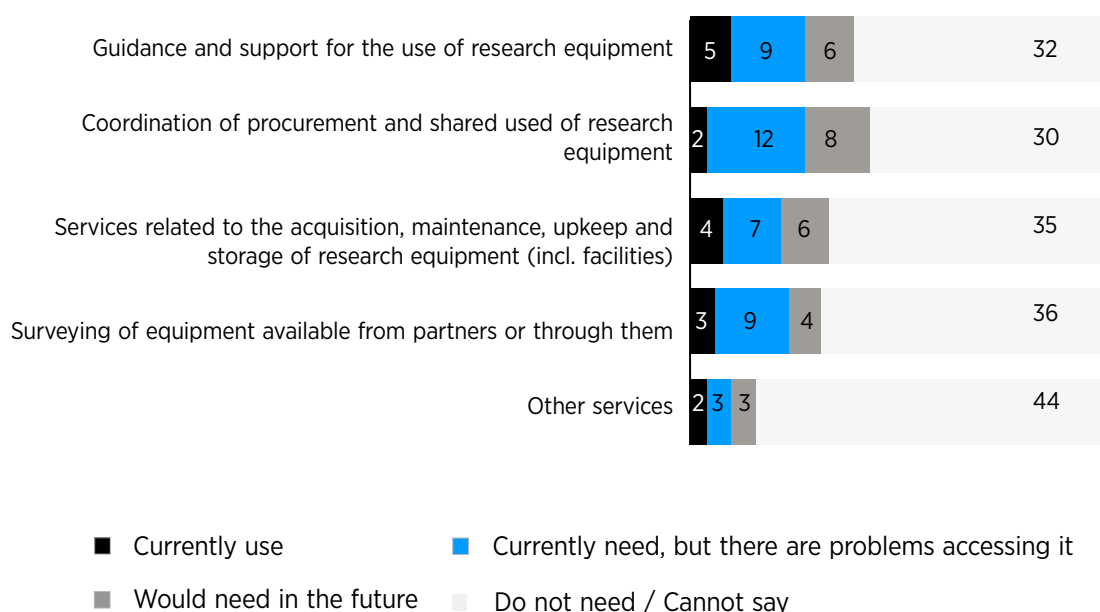 Guidance and support for the use of research equipment 5 9 6 32
Coordination of procurement and shared used of research
equipment 2 12 8 30
Services related to the acquisition, maintenance, upkeep and
storage of research equipment (incl. facilities) 4 7 6 35
Surveying of equipment available from partners or through them 3 9 4 36
Other services 2 3 3 44
Currently use Currently need, but there are problems accessing it
Would need in the future Do not need / Cannot say